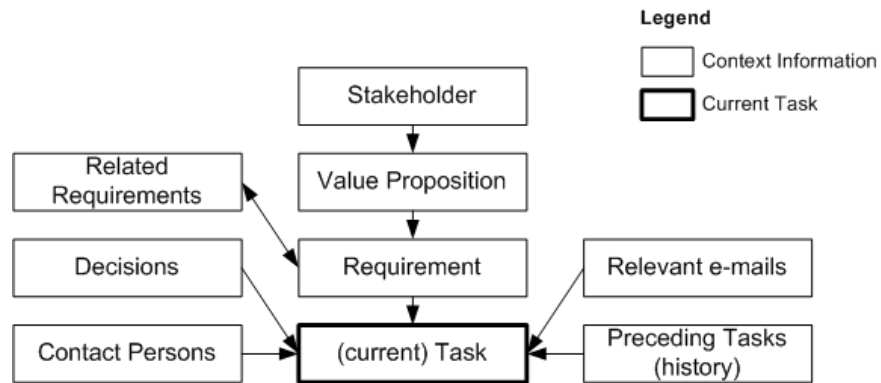 Legend
Context Information
Current Task
Stakeholder
Value Proposition
Related
Requirements
Requirement
Decisions
Relevant e-mails
Contact Persons
(current) Task
Preceding Tasks
(history)